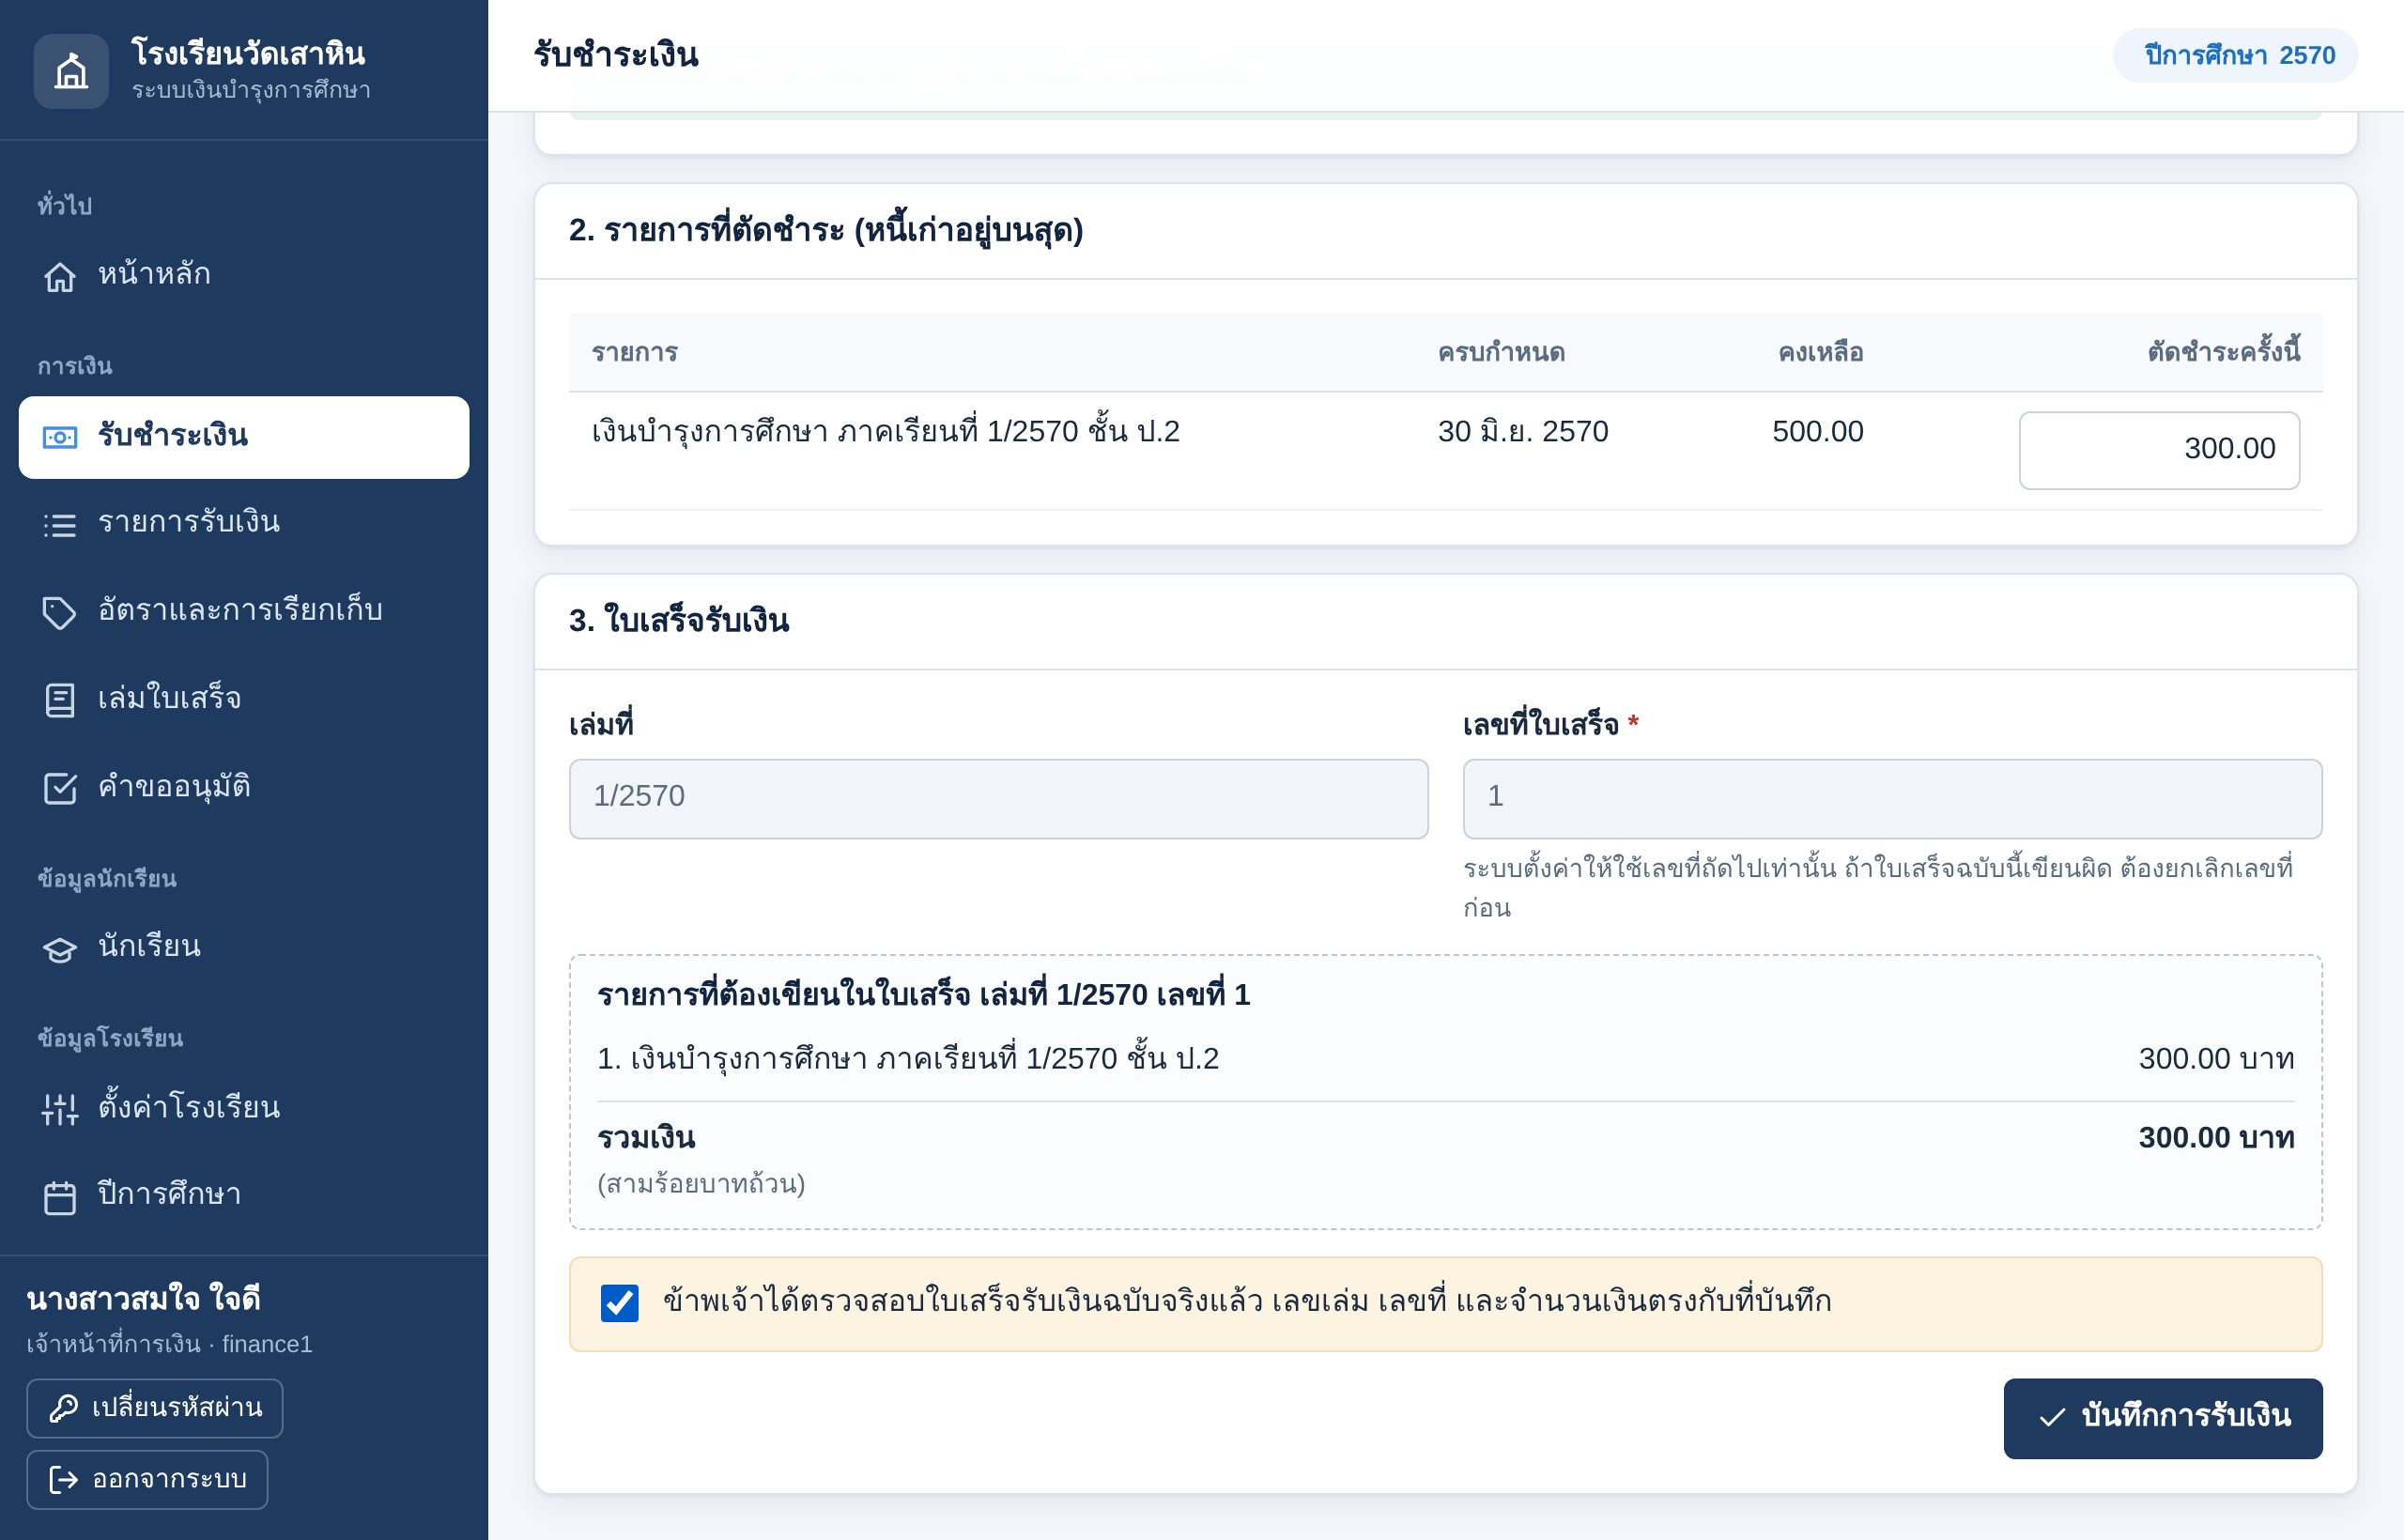 โรงเรียนวัดเสาหิน
ระบบเงินบำรุงการศึกษา
ทั่วไป
หน้าหลัก
การเงิน
รับชำระเงิน
รายการรับเงิน
อัตราและการเรียกเก็บ
เล่มใบเสร็จ
คำขออนุมัติ
ข้อมูลนักเรียน
นักเรียน
ข้อมูลโรงเรียน
ตั้งค่าโรงเรียน
ปีการศึกษา
นางสาวสมใจ ใจดี
เจ้าหน้าที่การเงิน · finance1
เปลี่ยนรหัสผ่าน
ออกจากระบบ
รับชำระเงิน
ปีการศึกษา 2570
2. รายการที่ตัดชำระ (หนี้เก่าอยู่บนสุด)
รายการ ครบกำหนด คงเหลือ ตัดชำระครั้งนี้
เงินบำรุงการศึกษา ภาคเรียนที่ 1/2570 ชั้น ป.2 30 มิ.ย. 2570 500.00 300.00
3. ใบเสร็จรับเงิน
เล่มที่ เลขที่ใบเสร็จ *
1/2570 1
ระบบตั้งค่าให้ใช้เลขที่ถัดไปเท่านั้น ถ้าใบเสร็จฉบับนี้เขียนผิด ต้องยกเลิกเลขที่
ก่อน
รายการที่ต้องเขียนในใบเสร็จ เล่มที่ 1/2570 เลขที่ 1
1. เงินบำรุงการศึกษา ภาคเรียนที่ 1/2570 ชั้น ป.2 300.00 บาท
รวมเงิน 300.00 บาท
(สามร้อยบาทถ้วน)
ข้าพเจ้าได้ตรวจสอบใบเสร็จรับเงินฉบับจริงแล้ว เลขเล่ม เลขที่ และจำนวนเงินตรงกับที่บันทึก
บันทึกการรับเงิน